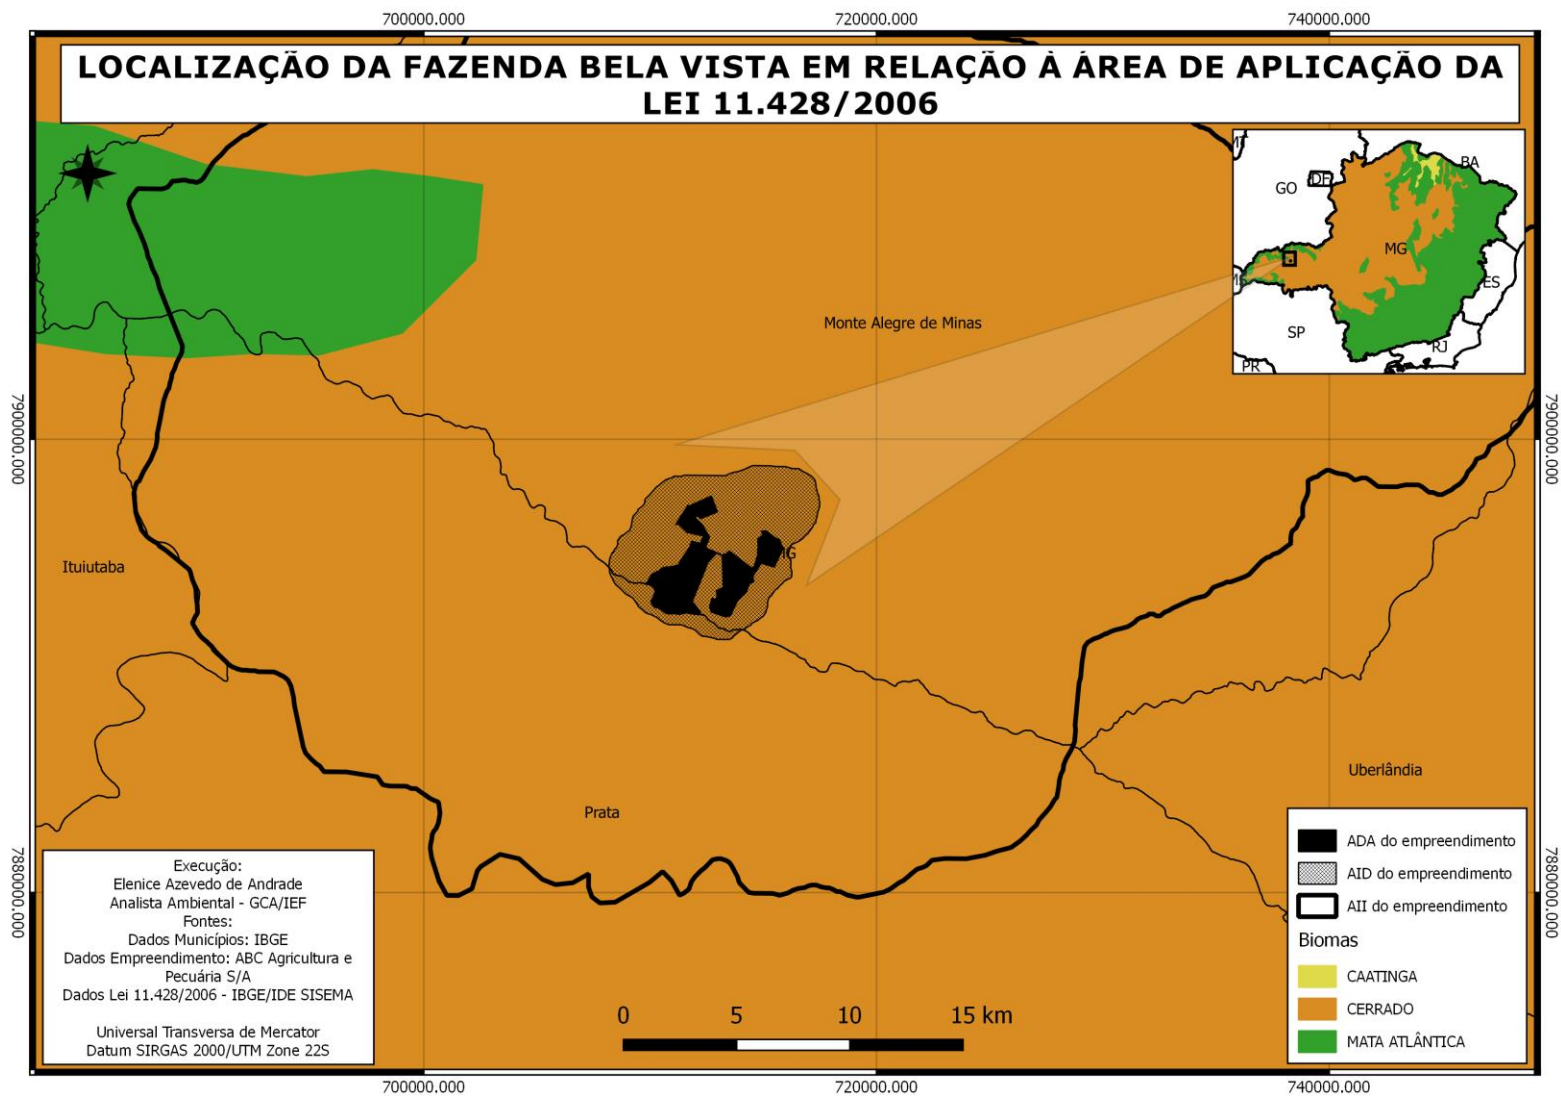 700000.000
720000.000
740000.000
LOCALIZAÇÃO DA FAZENDA BELA VISTA EM RELAÇÃO À ÁREA DE APLICAÇÃO DA
LEI 11.428/2006
BA
DF
GO
MG
MS
ES
SP
RJ
PR
Monte Alegre de Minas
7900000.000
7900000.000
Ituiutaba
Uberlândia
Prata
7880000.000
7880000.000
Execução:
Elenice Azevedo de Andrade
Analista Ambiental - GCA/IEF
Fontes:
Dados Municípios: IBGE
Dados Empreendimento: ABC Agricultura e
Pecuária S/A
Dados Lei 11.428/2006 - IBGE/IDE SISEMA
Universal Transversa de Mercator
Datum SIRGAS 2000/UTM Zone 22S
0 5 10 15 km
ADA do empreendimento
AID do empreendimento
AII do empreendimento
Biomas
CAATINGA
CERRADO
MATA ATLÂNTICA
700000.000
720000.000
740000.000